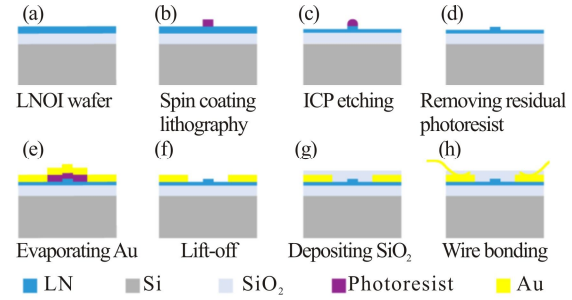 (a) (b) (c) (d)
LNOI wafer Spin coating lithography ICP etching Removing residual photoresist
(e) (f) (g) (h)
Evaporating Au Lift-off Depositing SiO₂ Wire bonding
LN Si SiO₂ Photoresist Au